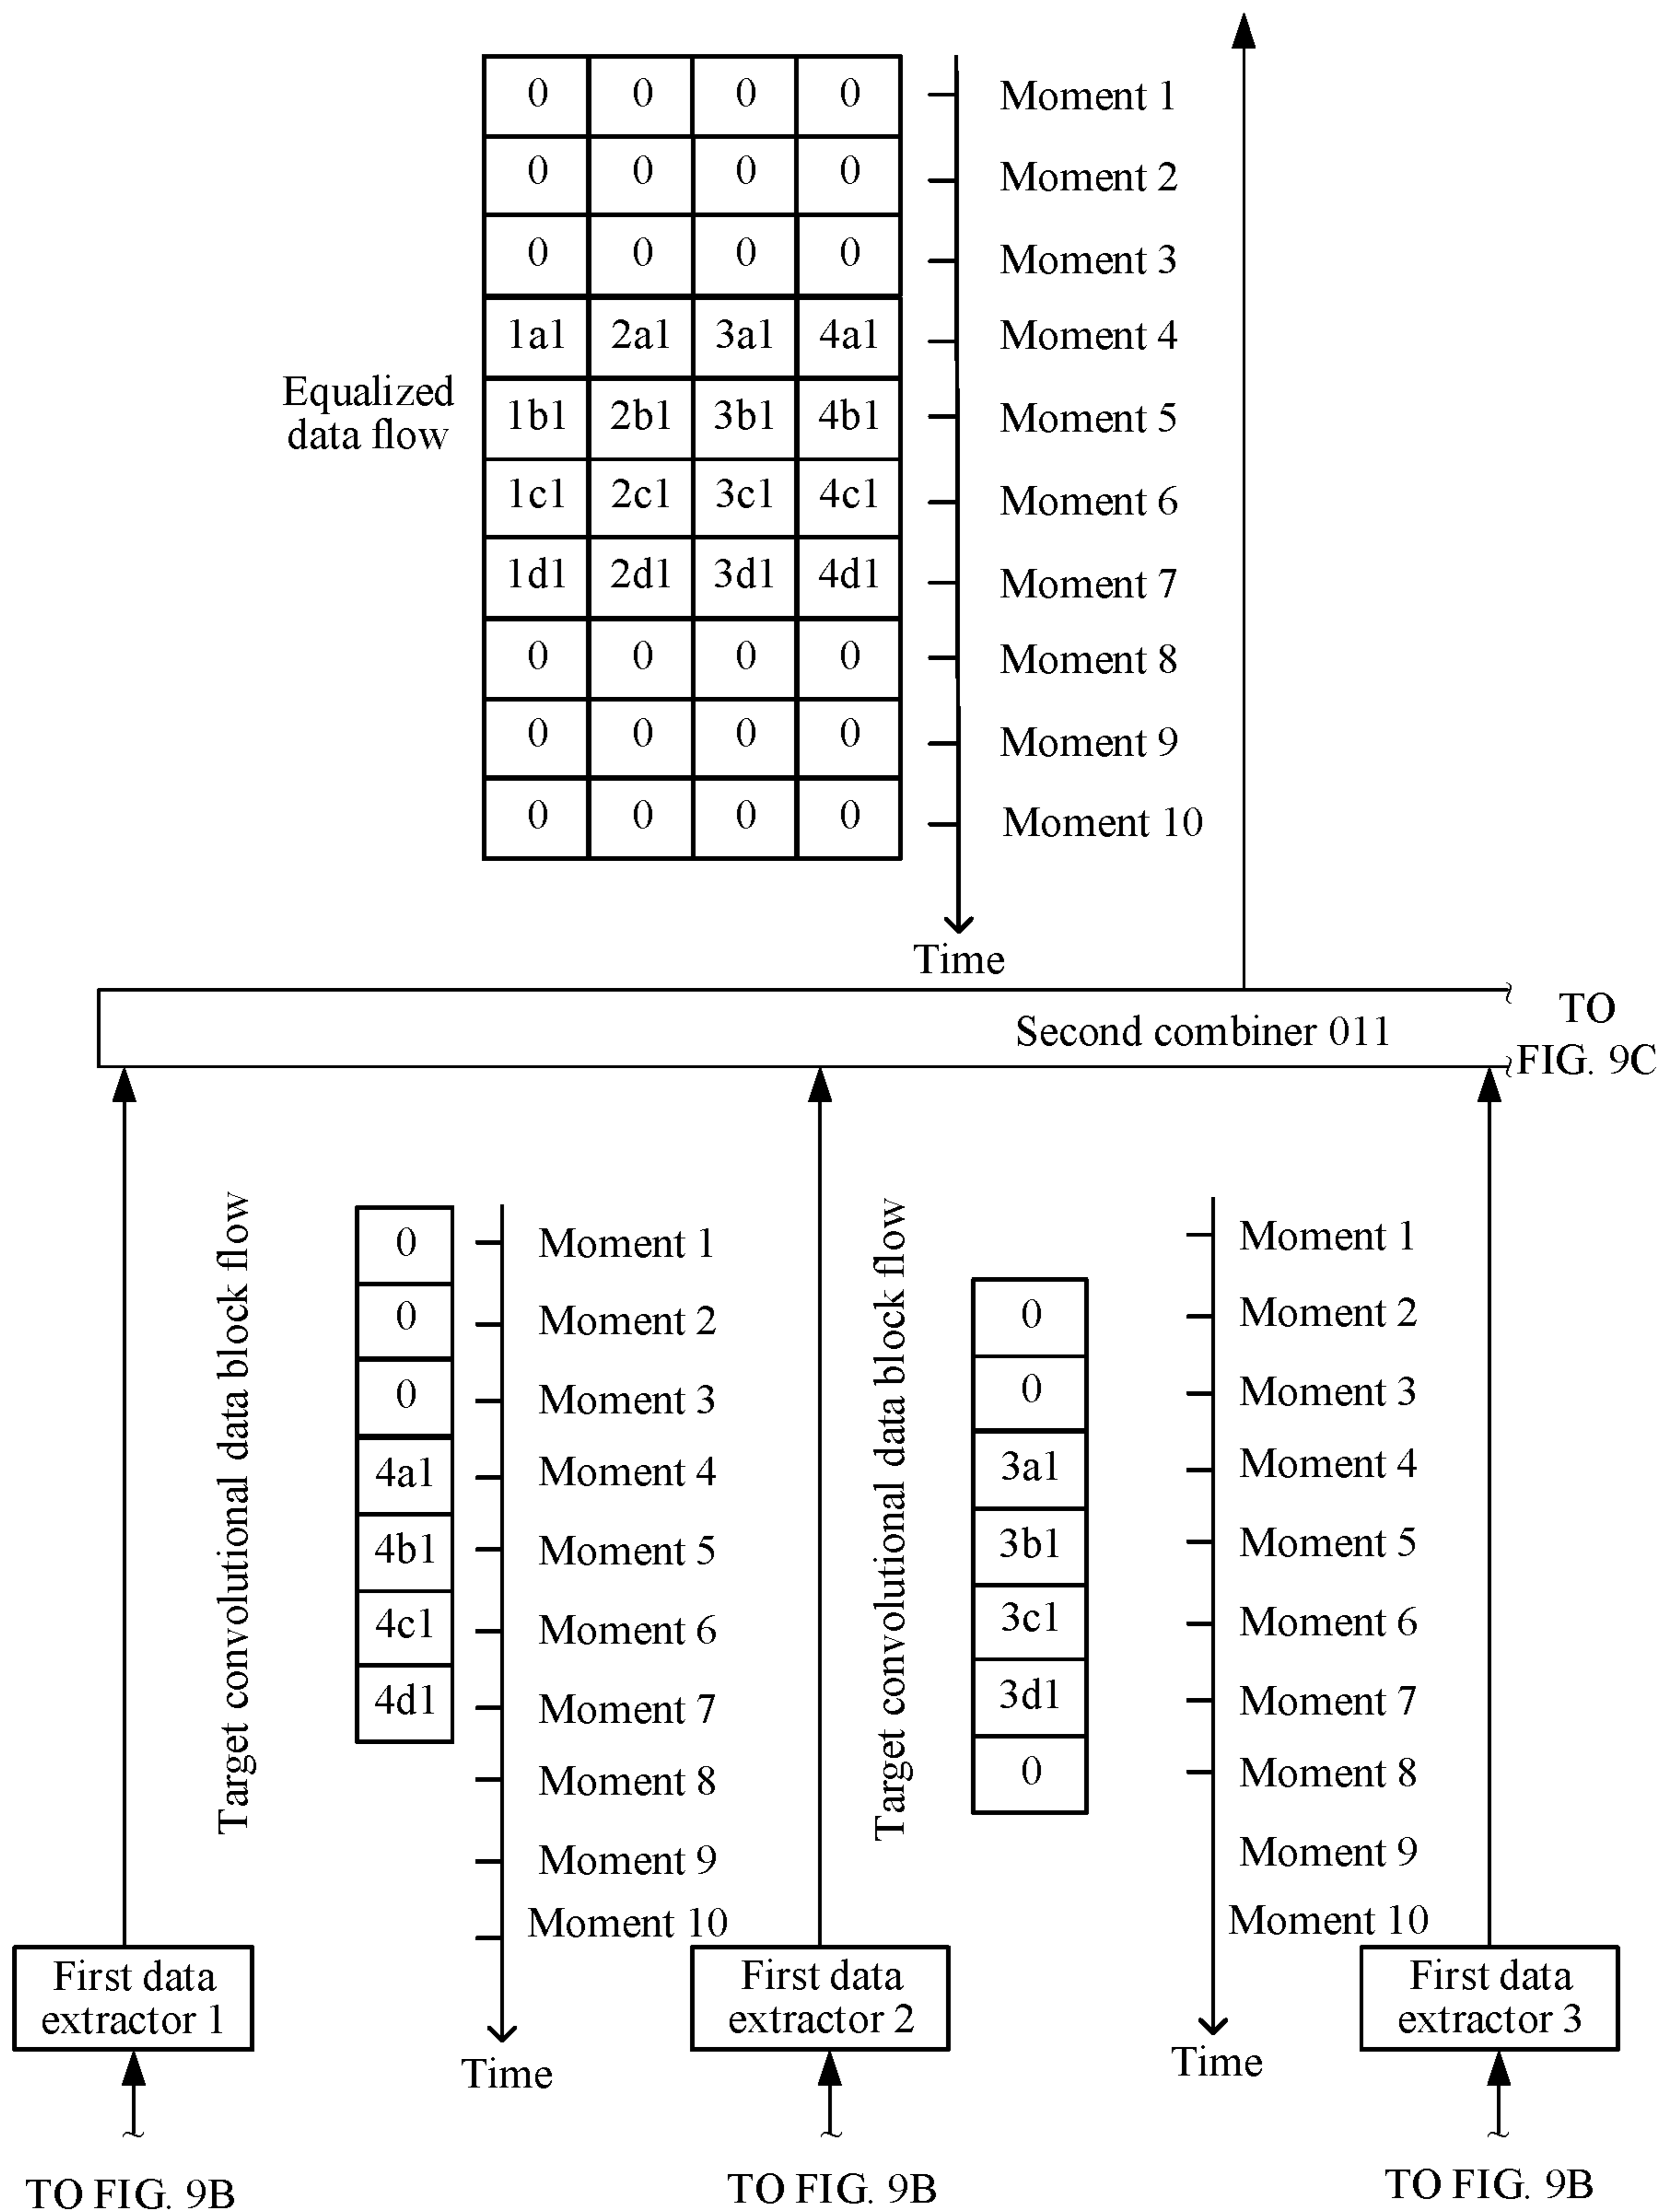 0 0 0 0 Moment 1
0 0 0 0 Moment 2
0 0 0 0 Moment 3
1a1 2a1 3a1 4a1 Moment 4
Equalized
data flow
1b1 2b1 3b1 4b1 Moment 5
1c1 2c1 3c1 4c1 Moment 6
1d1 2d1 3d1 4d1 Moment 7
0 0 0 0 Moment 8
0 0 0 0 Moment 9
0 0 0 0 Moment 10
Time
Second combiner 011
TO
FIG. 9C
Target convolutional data block flow
0 Moment 1
0 Moment 2
0 Moment 3
4a1 Moment 4
4b1 Moment 5
4c1 Moment 6
4d1 Moment 7
Moment 8
Moment 9
Moment 10
Time
Target convolutional data block flow
Moment 1
0 Moment 2
0 Moment 3
3a1 Moment 4
3b1 Moment 5
3c1 Moment 6
3d1 Moment 7
0 Moment 8
Moment 9
Moment 10
Time
First data
extractor 1
First data
extractor 2
First data
extractor 3
TO FIG. 9B
TO FIG. 9B
TO FIG. 9B